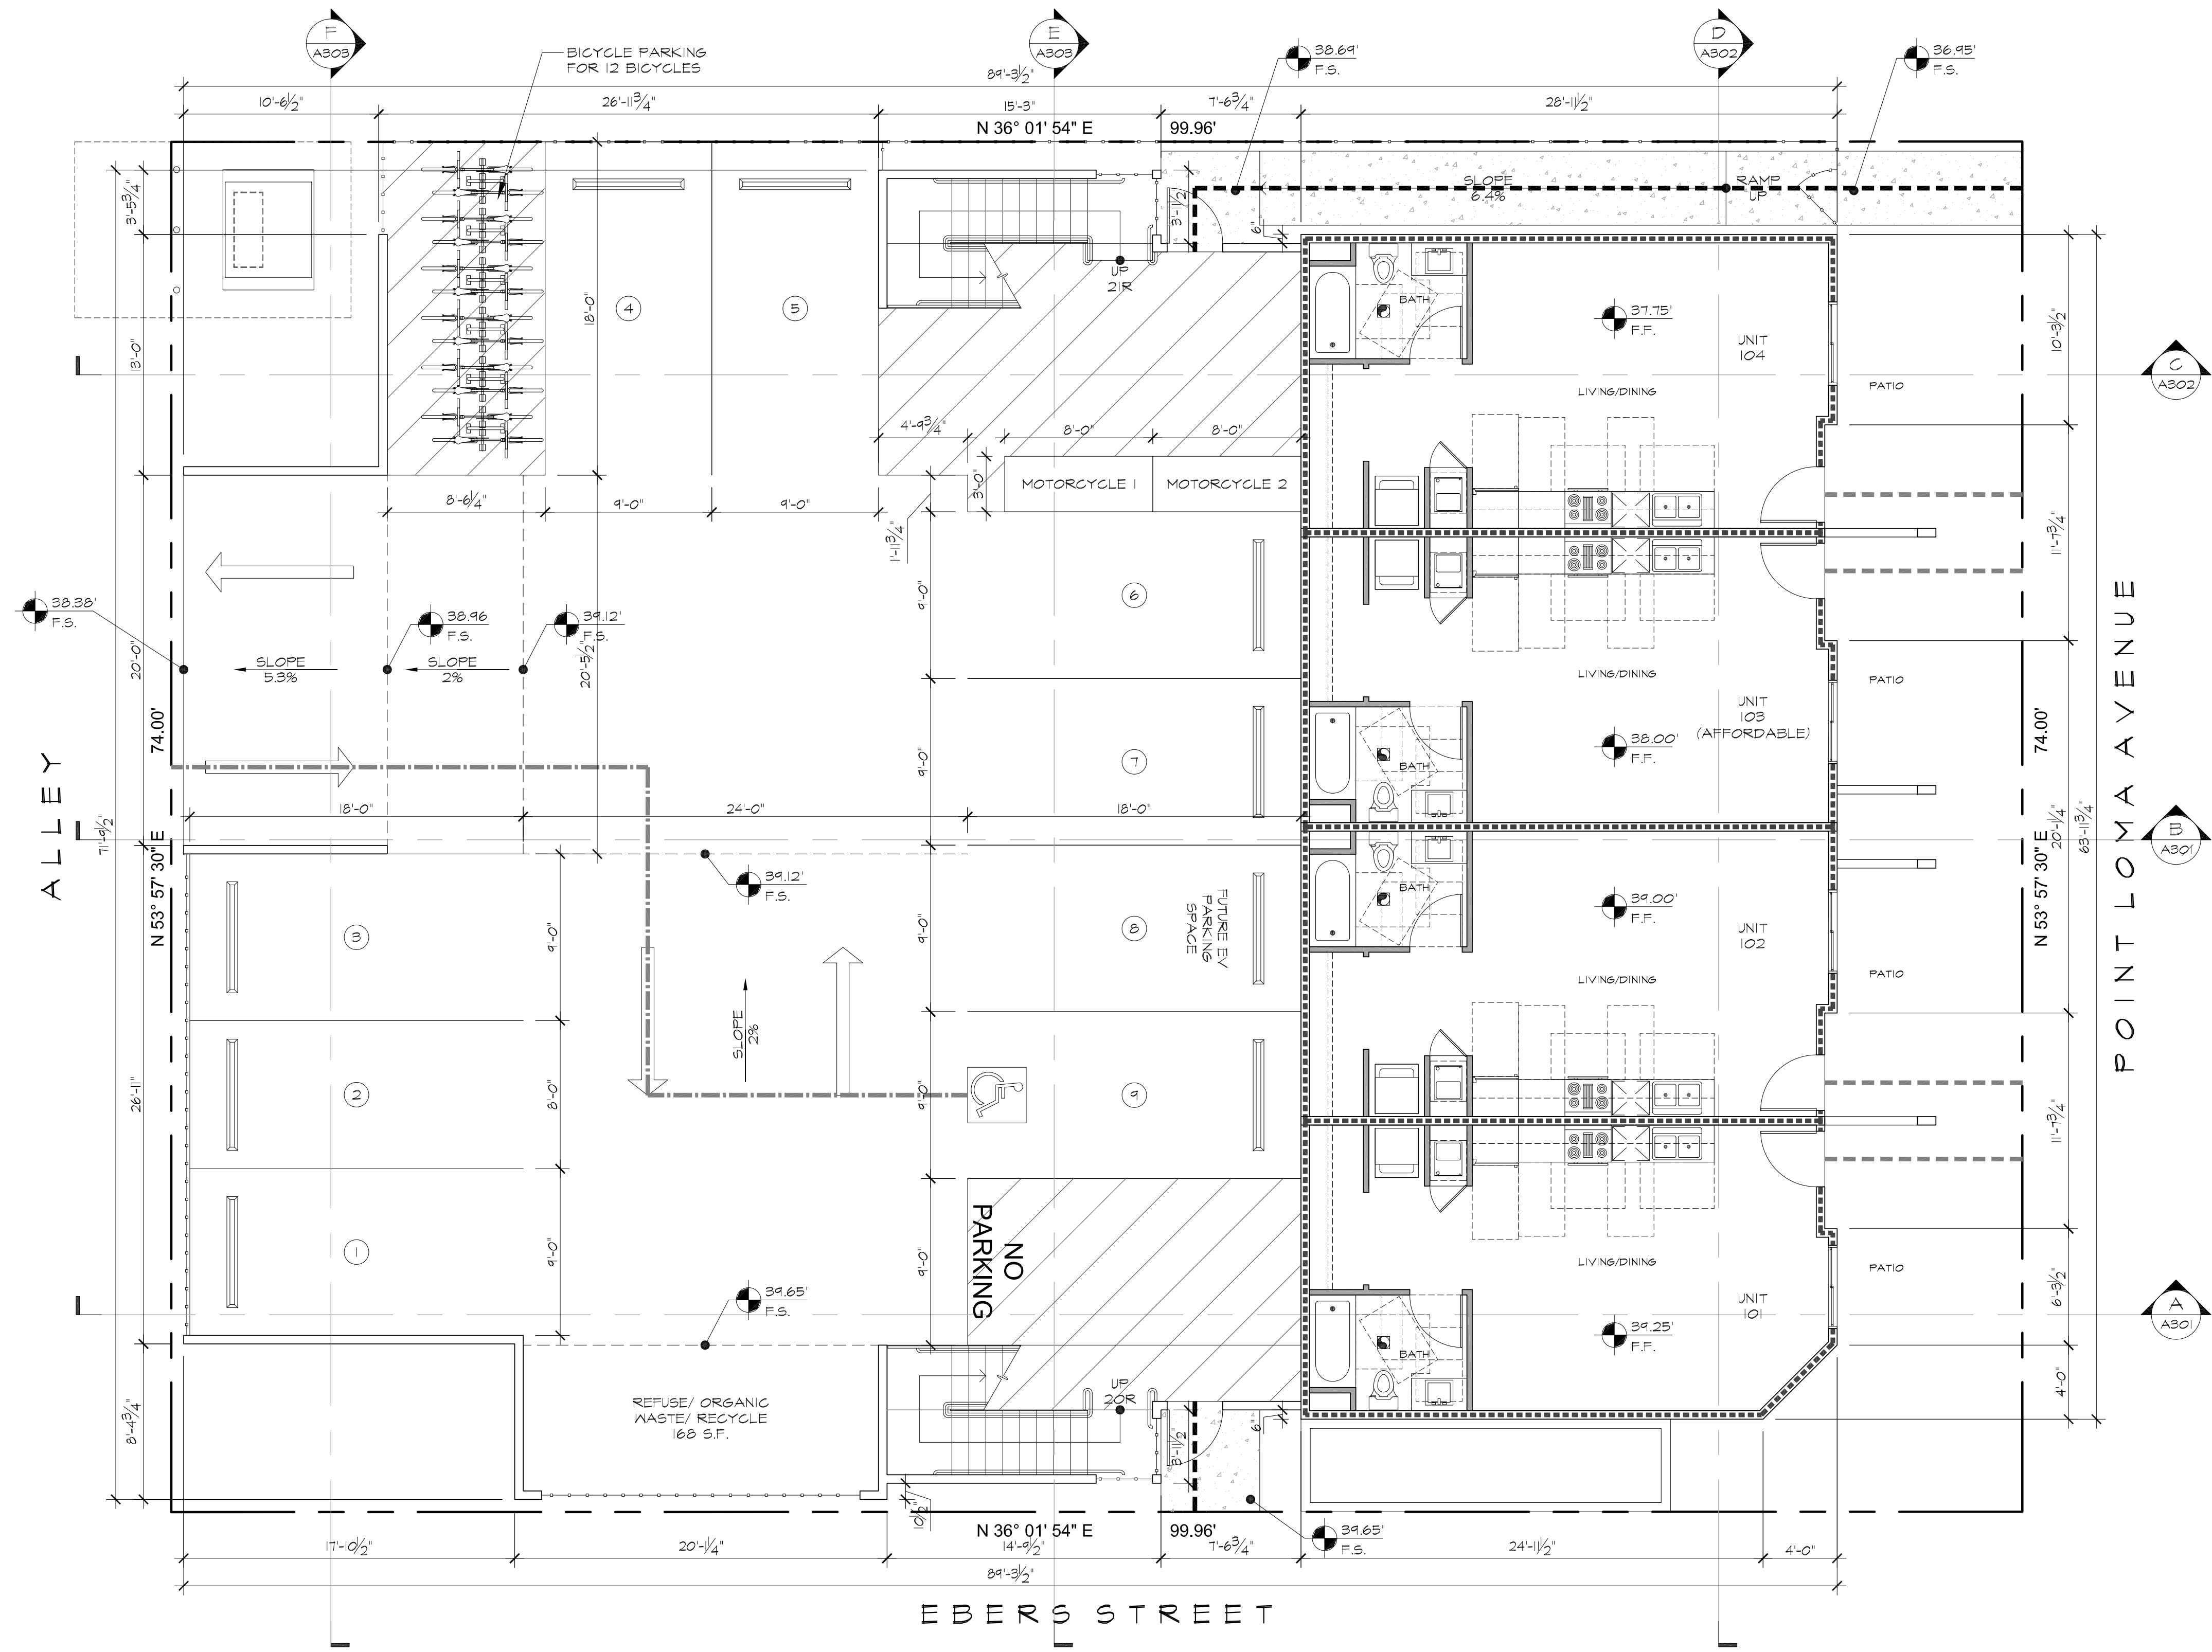 F
A303
E
A303
D
A302
BICYCLE PARKING
FOR 12 BICYCLES
38.69'
F.S.
36.95'
F.S.
89'-3 1/2"
10'-6 1/2"
26'-11 3/4"
15'-3"
7'-6 3/4"
28'-11 1/2"
N 36° 01' 54" E
99.96'
3'-5 3/4"
13'-0"
18'-0"
4
5
UP
21R
3'-11 1/2"
6"
SLOPE
6.4%
RAMP
UP
BATH
37.75'
F.F.
UNIT
104
LIVING/DINING
PATIO
10'-3 1/2"
C
A302
4'-9 3/4"
8'-0"
8'-0"
3'-0"
MOTORCYCLE 1
MOTORCYCLE 2
8'-6 1/4"
9'-0"
9'-0"
1'-11 3/4"
11'-7 3/4"
38.38'
F.S.
38.96
F.S.
39.12'
F.S.
20'-0"
20'-5 1/2"
SLOPE
5.3%
SLOPE
2%
9'-0"
6
LIVING/DINING
PATIO
UNIT
103
(AFFORDABLE)
38.00'
F.F.
BATH
74.00'
N 53° 57' 30" E
ALLEY
71'-9 1/2"
9'-0"
7
18'-0"
24'-0"
18'-0"
74.00'
N 53° 57' 30" E
20'-1 1/4"
63'-11 3/4"
POINT LOMA AVENUE
B
A301
39.12'
F.S.
3
9'-0"
9'-0"
8
FUTURE EV
PARKING
SPACE
BATH
39.00'
F.F.
UNIT
102
LIVING/DINING
PATIO
SLOPE
2%
26'-11"
2
8'-0"
9'-0"
9
11'-7 3/4"
1
9'-0"
9'-0"
NO
PARKING
LIVING/DINING
PATIO
UNIT
101
39.25'
F.F.
BATH
6'-3 1/2"
A
A301
39.65'
F.S.
8'-4 3/4"
REFUSE/ ORGANIC
WASTE/ RECYCLE
168 S.F.
UP
20R
3'-11 1/2"
6"
4'-0"
10 1/2"
N 36° 01' 54" E
99.96'
39.65'
F.S.
17'-10 1/2"
20'-1 1/4"
14'-9 1/2"
7'-6 3/4"
24'-11 1/2"
4'-0"
89'-3 1/2"
EBERS STREET